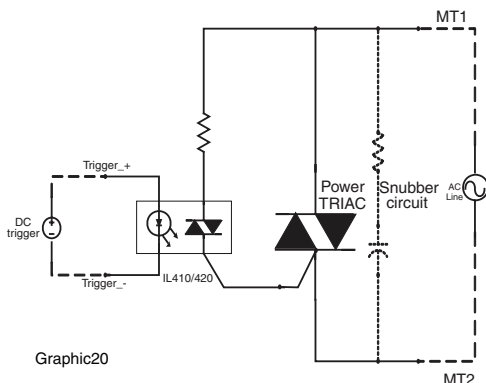 MT1
Trigger_+
Power
TRIAC
Snubber
circuit
AC
Line
DC
trigger
+
-
Trigger_-
IL410/420
Graphic20
MT2